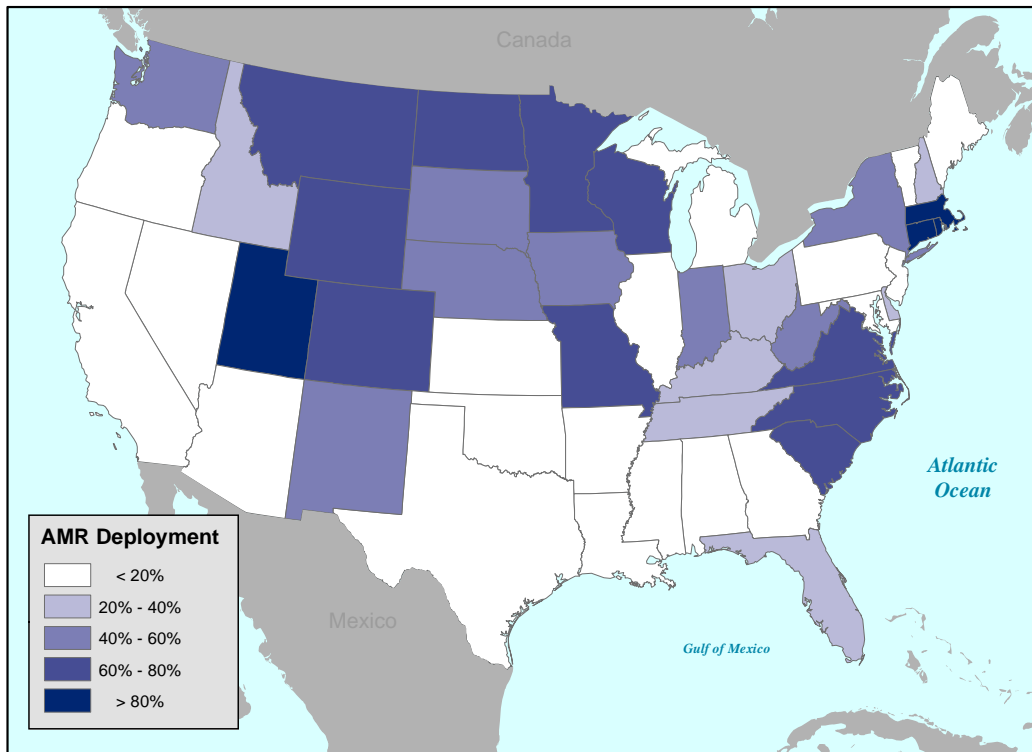 Canada
Atlantic
Ocean
AMR Deployment
< 20%
20% - 40%
40% - 60%
60% - 80%
> 80%
Mexico
Gulf of Mexico